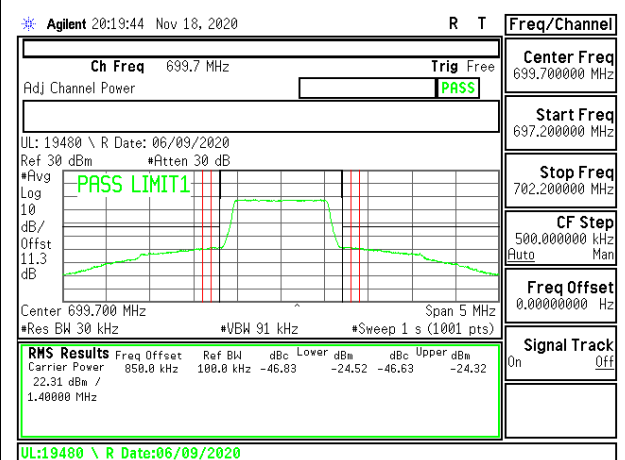 Agilent 20:19:44 Nov 18, 2020 R T
Freq/Channel
Ch Freq 699.7 MHz Trig Free
Adj Channel Power PASS
Center Freq
699.700000 MHz
Start Freq
697.200000 MHz
Stop Freq
702.200000 MHz
CF Step
500.000000 kHz
Auto Man
Freq Offset
0.00000000 Hz
Signal Track
On Off
UL: 19480 \ R Date: 06/09/2020
Ref 30 dBm #Atten 30 dB
#Avg
Log
10
dB/
Offst
11.3
dB
PASS LIMIT1
Center 699.700 MHz Span 5 MHz
#Res BW 30 kHz #VBW 91 kHz #Sweep 1 s (1001 pts)
RMS Results Freq Offset Ref BW dBc Lower dBm dBc Upper dBm
Carrier Power 850.0 kHz 100.0 kHz -46.83 -24.52 -46.63 -24.32
22.31 dBm /
1.40000 MHz
UL:19480 \ R Date:06/09/2020